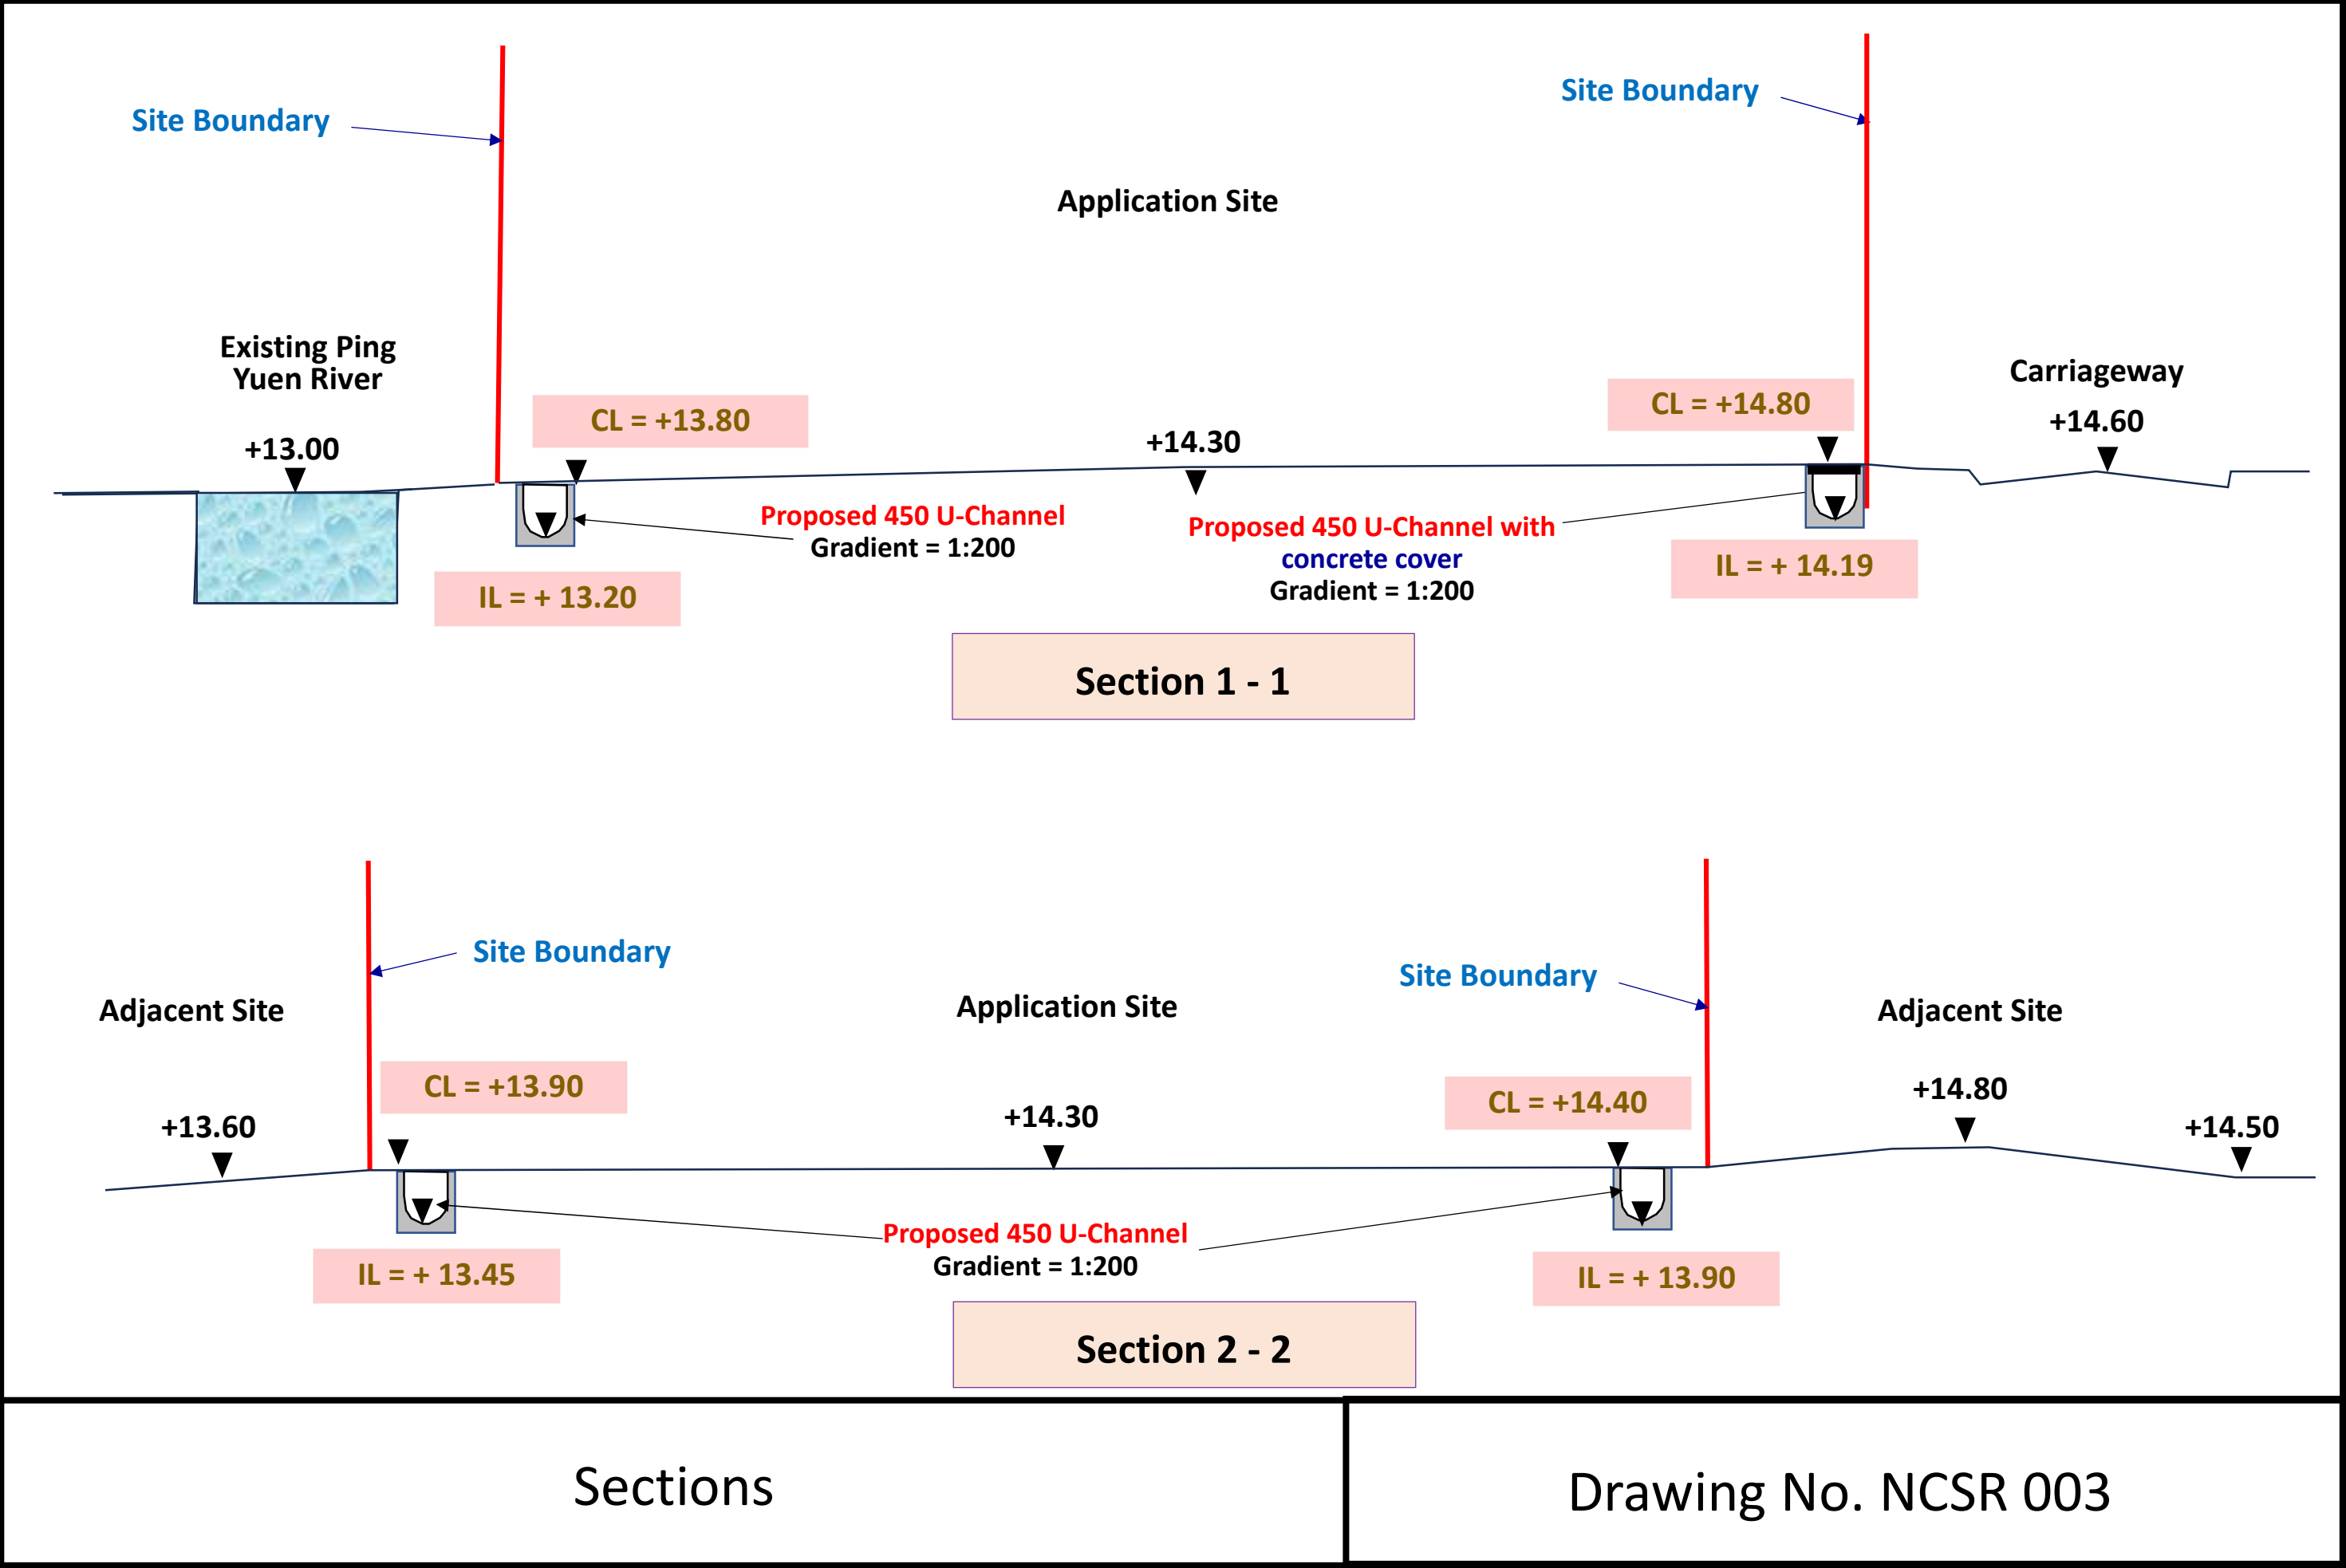 Site Boundary
Site Boundary
Application Site
Existing Ping
Yuen River
+13.00
CL = +13.80
+14.30
CL = +14.80
Carriageway
+14.60
Proposed 450 U-Channel
Gradient = 1:200
Proposed 450 U-Channel with
concrete cover
Gradient = 1:200
IL = + 13.20
IL = + 14.19
Section 1 - 1
Site Boundary
Site Boundary
Adjacent Site
Application Site
Adjacent Site
CL = +13.90
+13.60
+14.30
CL = +14.40
+14.80
+14.50
Proposed 450 U-Channel
Gradient = 1:200
IL = + 13.45
IL = + 13.90
Section 2 - 2
Sections
Drawing No. NCSR 003